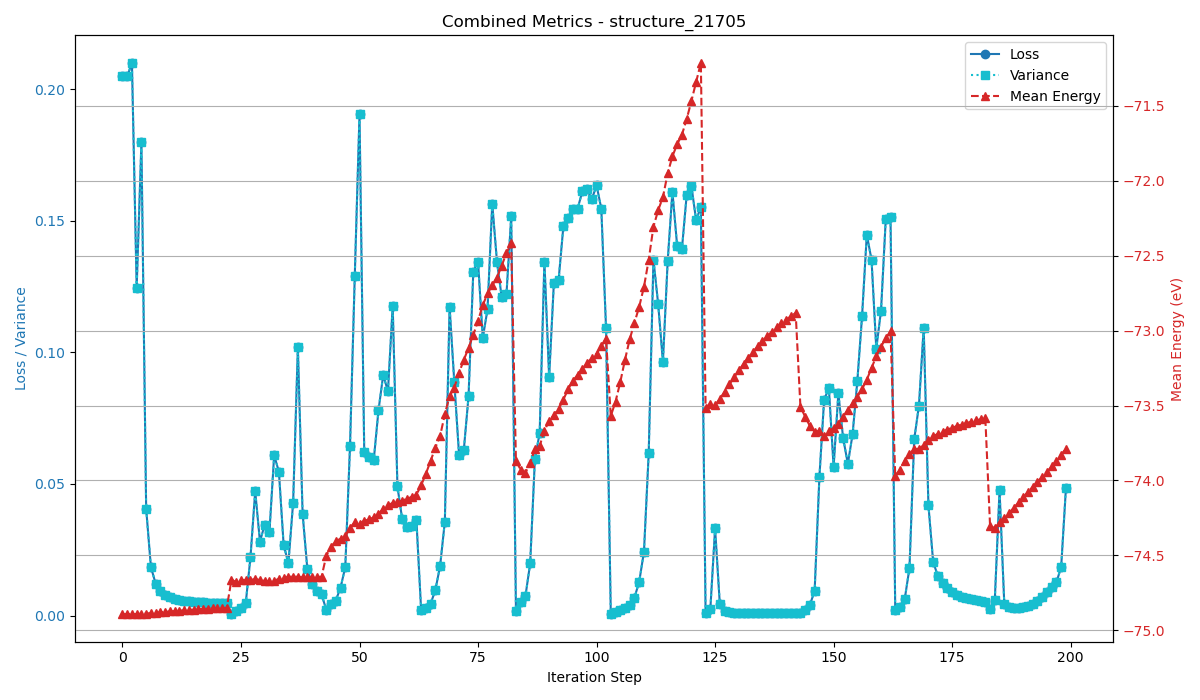 Combined Metrics - structure_21705
Loss
Variance
Mean Energy
Loss / Variance
0.20
0.15
0.10
0.05
0.00
−71.5
−72.0
−72.5
−73.0
−73.5
−74.0
−74.5
−75.0
Mean Energy (eV)
0 25 50 75 100 125 150 175 200
Iteration Step